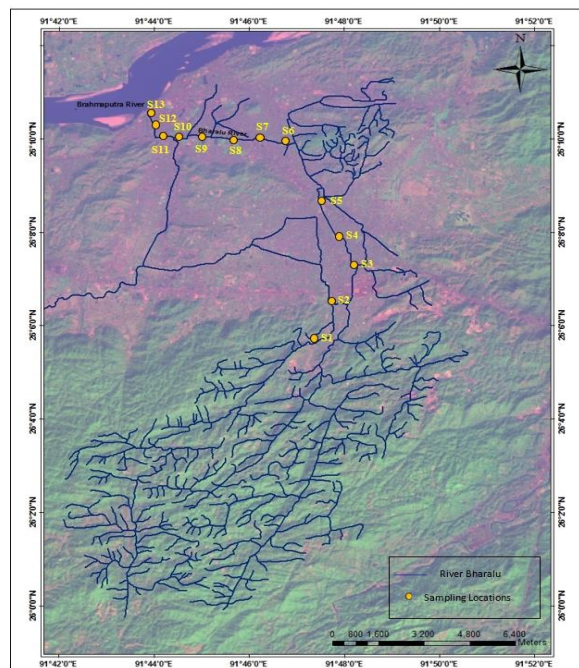 91°42'0"E 91°44'0"E 91°46'0"E 91°48'0"E 91°50'0"E 91°52'0"E
N
Brahmaputra River
S13
S12
S11
S10
S9
Bharalu River
S8
S7
S6
S5
S4
S3
S2
S1
26°10'0"N
26°8'0"N
26°6'0"N
26°4'0"N
26°2'0"N
26°0'0"N
26°10'0"N
26°8'0"N
26°6'0"N
26°4'0"N
26°2'0"N
26°0'0"N
River Bharalu
Sampling Locations
0 800 1,600 3,200 4,800 6,400
Meters
91°42'0"E 91°44'0"E 91°46'0"E 91°48'0"E 91°50'0"E 91°52'0"E